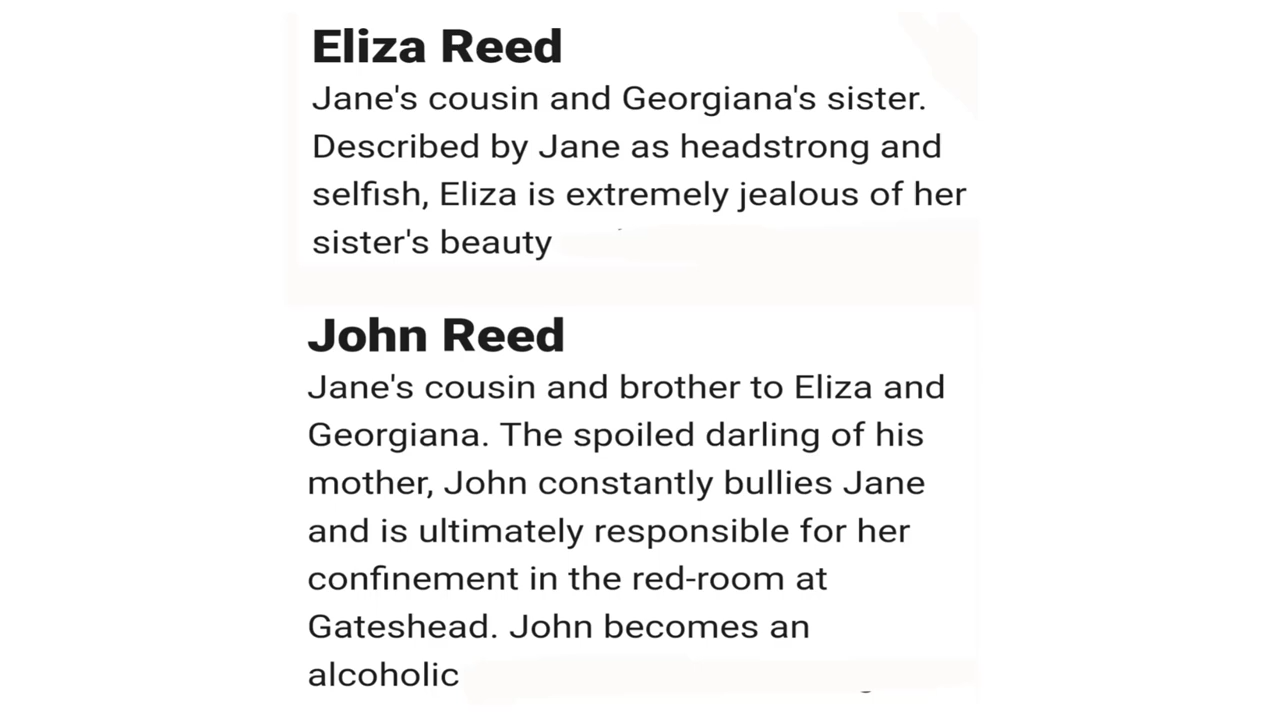 Eliza Reed
Jane's cousin and Georgiana's sister.
Described by Jane as headstrong and
selfish, Eliza is extremely jealous of her
sister's beauty
John Reed
Jane's cousin and brother to Eliza and
Georgiana. The spoiled darling of his
mother, John constantly bullies Jane
and is ultimately responsible for her
confinement in the red-room at
Gateshead. John becomes an
alcoholic